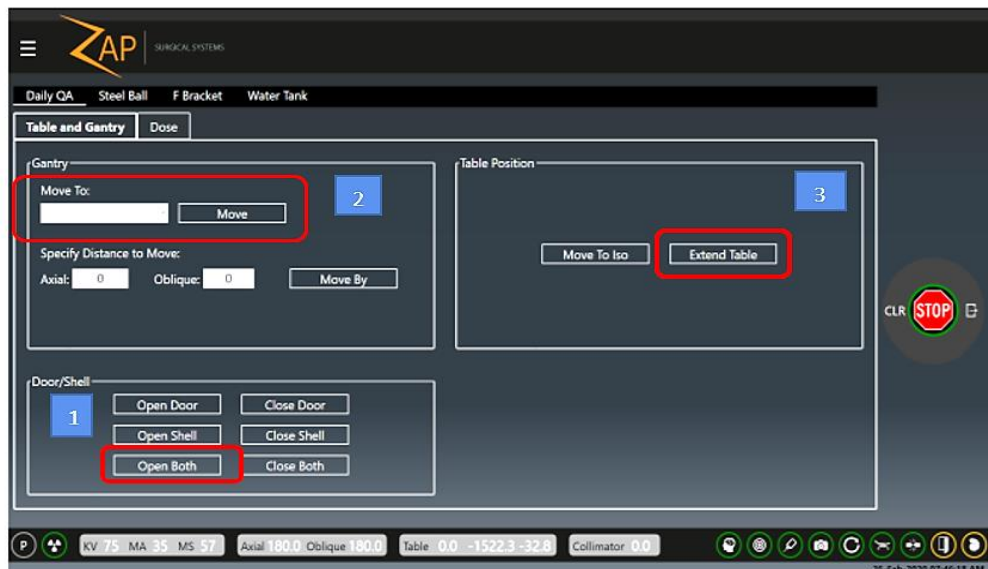 ZAP SURGICAL SYSTEMS
Daily QA Steel Ball F Bracket Water Tank
Table and Gantry Dose
Gantry
Move To:
Move
2
Specify Distance to Move:
Axial: 0 Oblique: 0 Move By
Table Position
3
Move To Iso Extend Table
CLR STOP
Door/Shell
1
Open Door Close Door
Open Shell Close Shell
Open Both Close Both
P KV 75 MA 35 MS 57 Axial 180.0 Oblique 180.0 Table 0.0 -1522.3 -32.8 Collimator 0.0